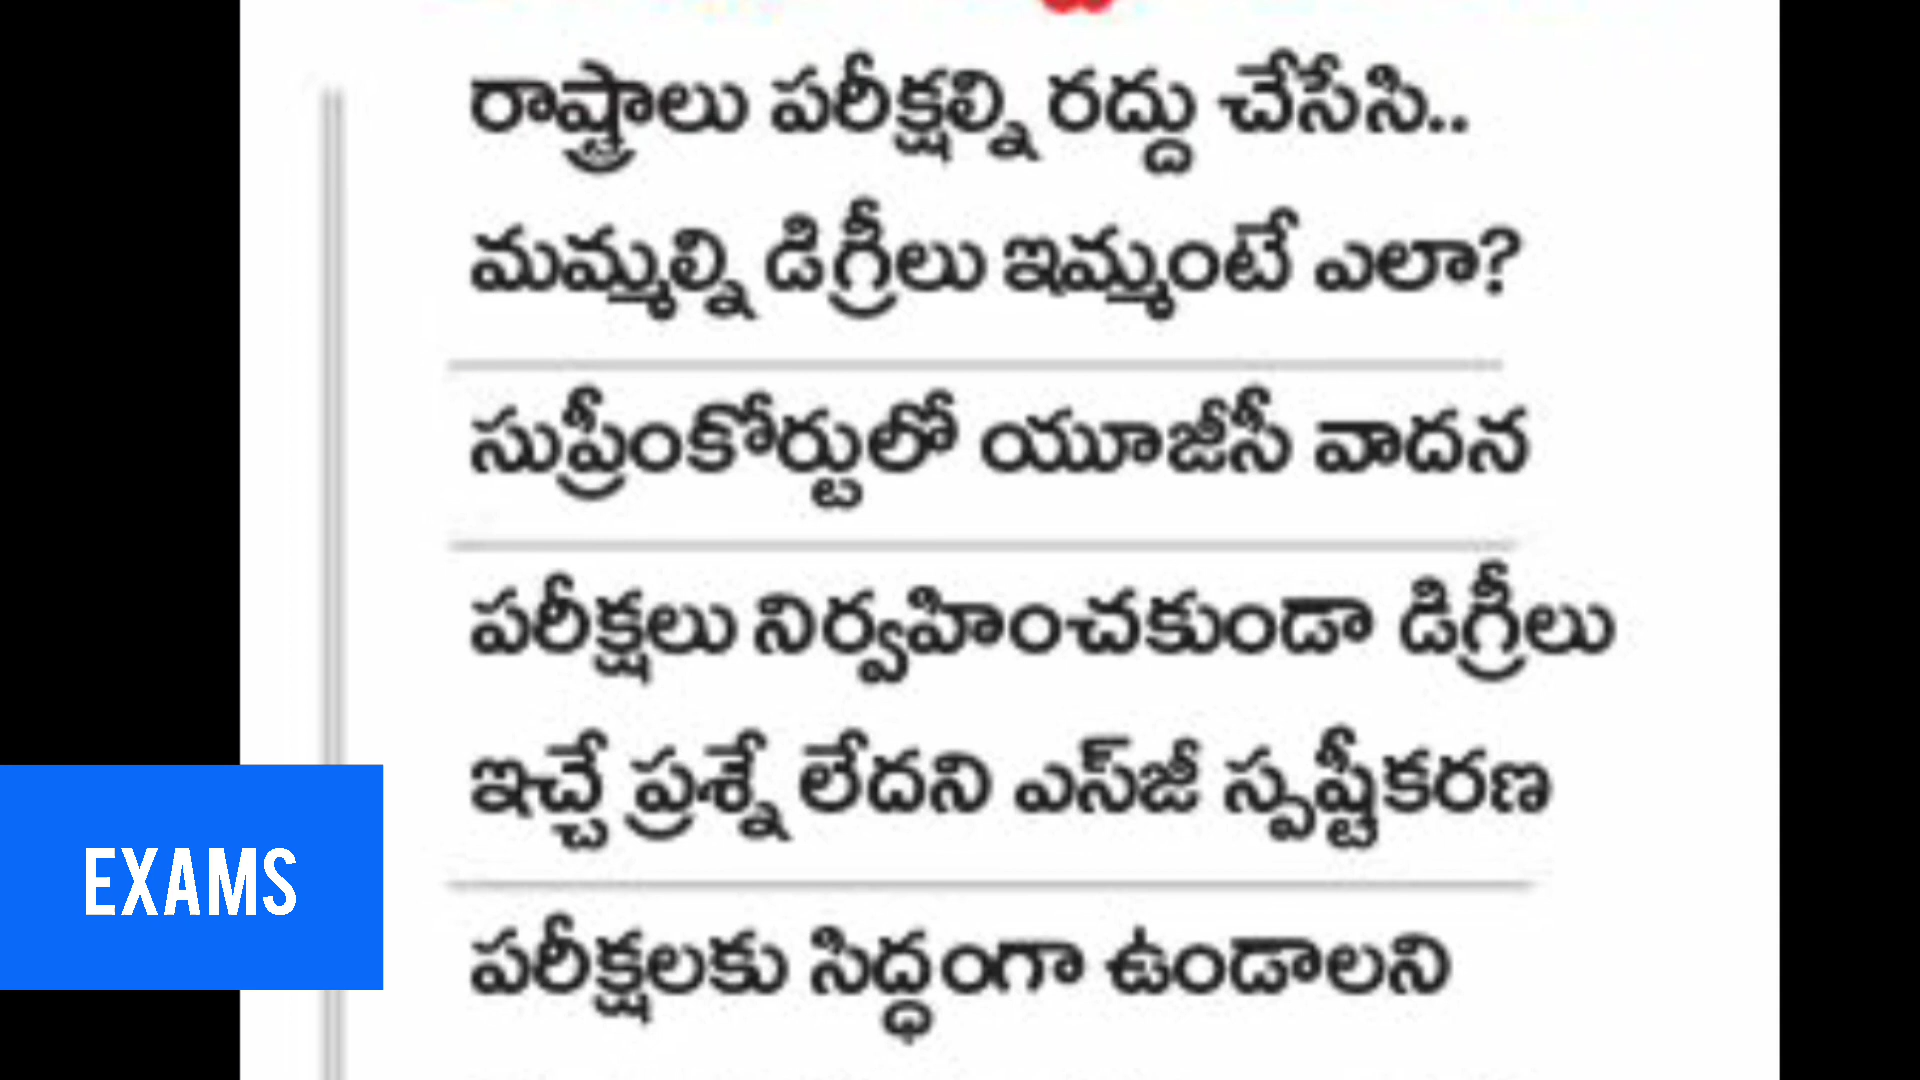 రాష్ట్రాలు పరీక్షల్ని రద్దు చేసేసి..
మమ్మల్ని డిగ్రీలు ఇమ్మంటే ఎలా?
సుప్రీంకోర్టులో యూజీసీ వాదన
పరీక్షలు నిర్వహించకుండా డిగ్రీలు
ఇచ్చే ప్రశ్నే లేదని ఎస్‌జీ స్పష్టీకరణ
EXAMS
పరీక్షలకు సిద్ధంగా ఉండాలని